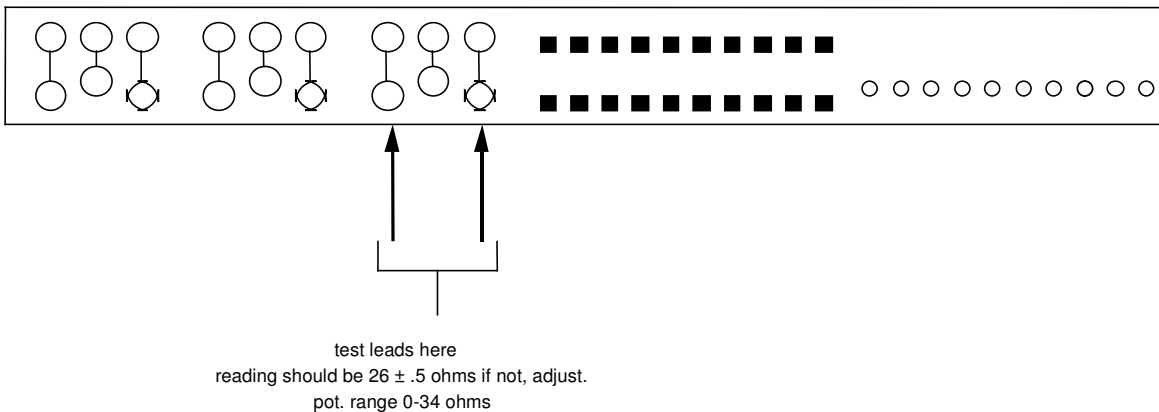 test leads here
reading should be 26 ± .5 ohms if not, adjust.
pot. range 0-34 ohms